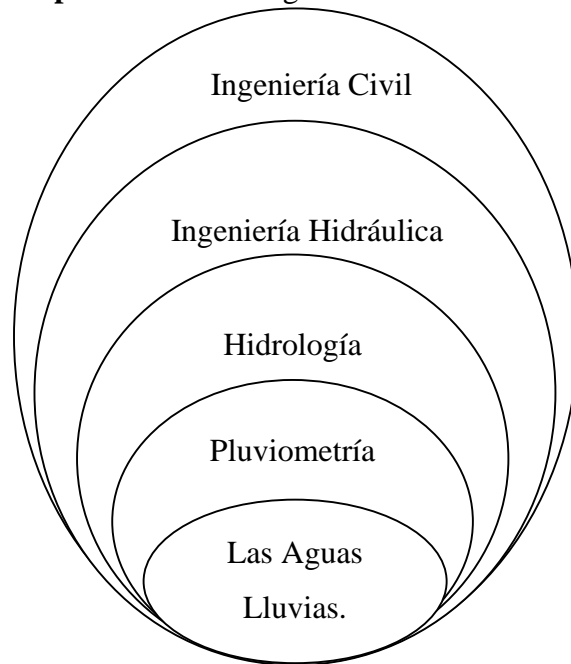 Ingeniería Civil
Ingeniería Hidráulica
Hidrología
Pluviometría
Las Aguas
Lluvias.